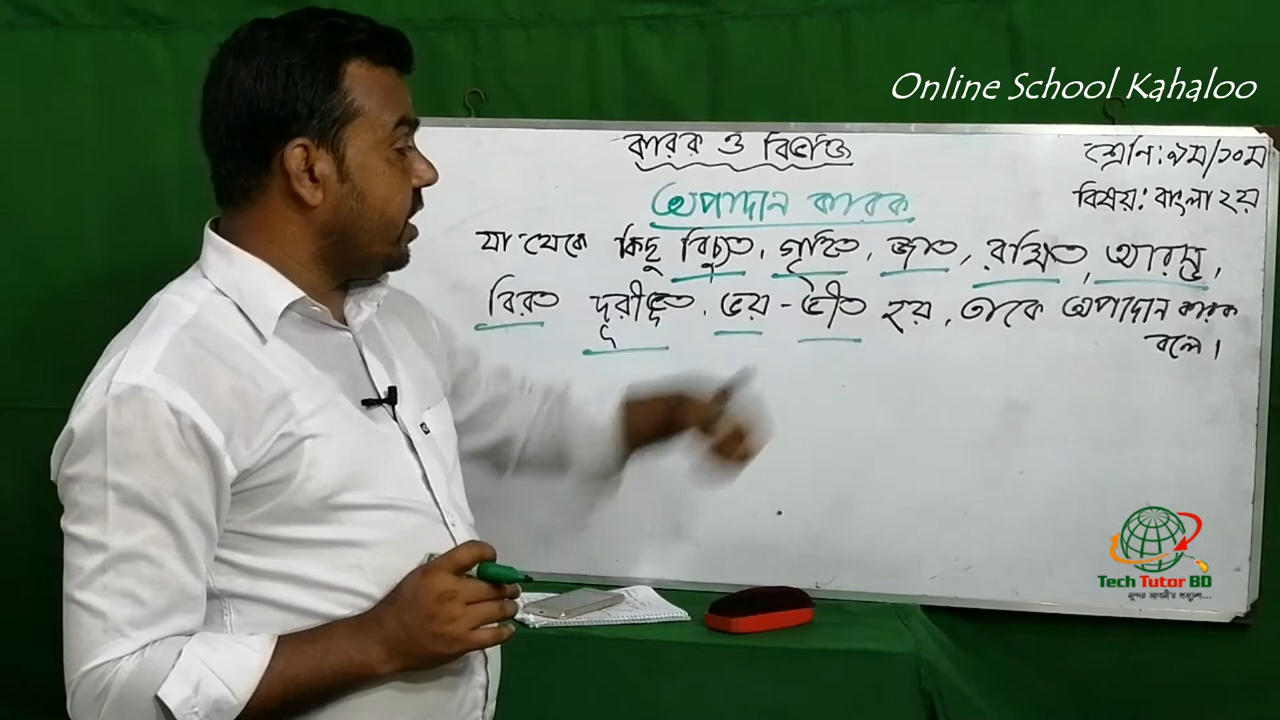 Online School Kahaloo
কারক ও বিভক্তি
শ্রেণি: ৯ম/১০ম
বিষয়: বাংলা ২য়
অপাদান কারক
যা থেকে কিছু বিচ্যুত, গৃহীত, জাত, রক্ষিত, আরম্ভ,
বিরত দূরীভূত, ভয় - ভীত হয়, তাকে অপাদান কারক
বলে।
Tech Tutor BD